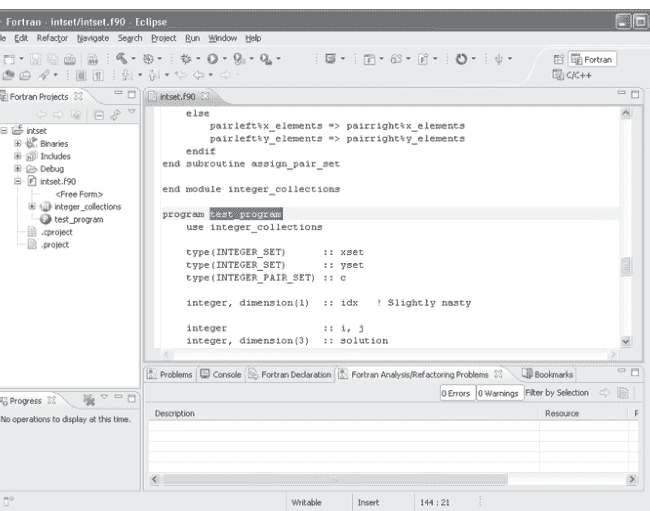 Fortran - intset/intset.f90 - Eclipse
le Edit Refactor Navigate Search Project Run Window Help
Fortran
C/C++
Fortran Projects
intset
Binaries
Includes
Debug
intset.f90
<Free Form>
integer_collections
test_program
.cproject
.project
intset.f90
else
pairleft%x_elements => pairright%x_elements
pairleft%y_elements => pairright%y_elements
endif
end subroutine assign_pair_set
end module integer_collections
program test_program
use integer_collections
type(INTEGER_SET) :: xset
type(INTEGER_SET) :: yset
type(INTEGER_PAIR_SET) :: c
integer, dimension(1) :: idx ! Slightly nasty
integer :: i, j
integer, dimension(3) :: solution
Problems Console Fortran Declaration Fortran Analysis/Refactoring Problems Bookmarks
0 Errors 0 Warnings Filter by Selection
Description Resource F
Progress
No operations to display at this time.
Writable Insert 144 : 21